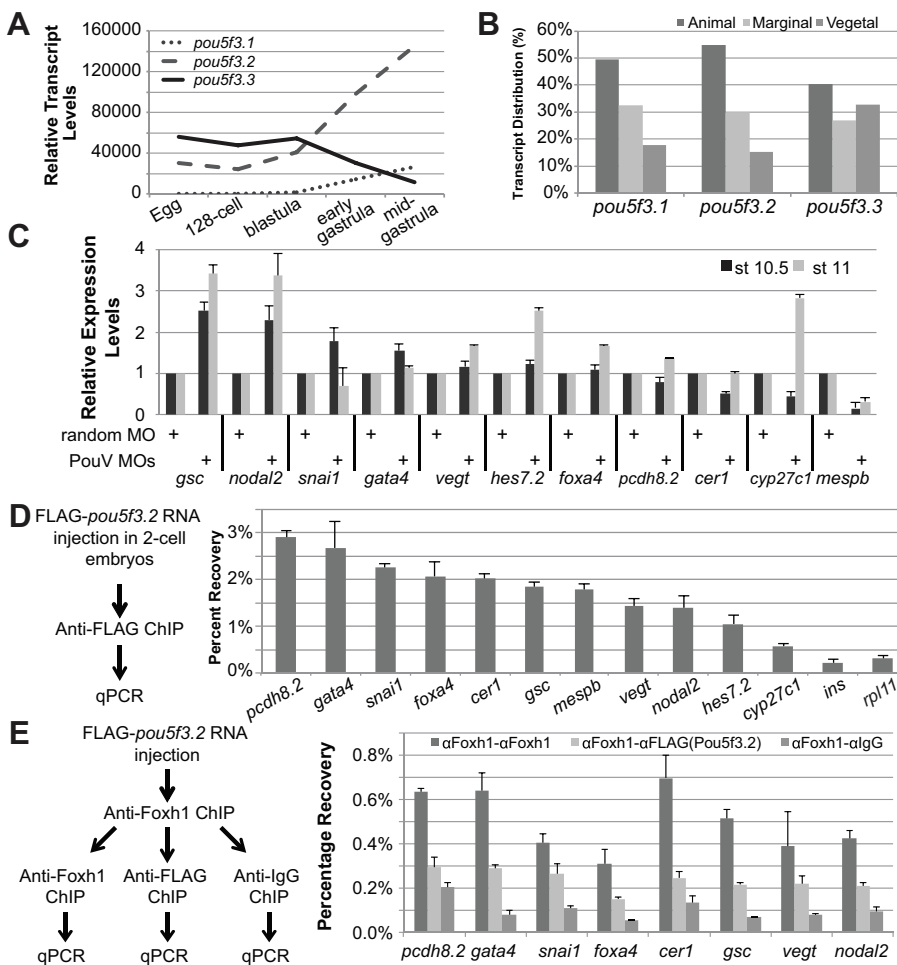 A
Relative Transcript
Levels
160000
120000
80000
40000
0
pou5f3.1
pou5f3.2
pou5f3.3
Egg
128-cell
blastula
early
gastrula
mid-
gastrula
B
Transcript Distribution (%)
Animal Marginal Vegetal
60%
50%
40%
30%
20%
10%
0%
pou5f3.1 pou5f3.2 pou5f3.3
C
Relative Expression
Levels
4
3
2
1
0
st 10.5 st 11
random MO + + + + + + + + + + +
PouV MOs + + + + + + + + + + +
gsc nodal2 snai1 gata4 vegt hes7.2 foxa4 pcdh8.2 cer1 cyp27c1 mespb
D
FLAG-pou5f3.2 RNA
injection in 2-cell
embryos
Anti-FLAG ChIP
qPCR
Percent Recovery
3%
2%
1%
0%
pcdh8.2 gata4 snai1 foxa4 cer1 gsc mespb vegt nodal2 hes7.2 cyp27c1 ins rpl11
E
FLAG-pou5f3.2 RNA
injection
Anti-Foxh1 ChIP
Anti-Foxh1 Anti-FLAG Anti-IgG
ChIP ChIP ChIP
qPCR qPCR qPCR
Percentage Recovery
αFoxh1-αFoxh1 αFoxh1-αFLAG(Pou5f3.2) αFoxh1-αIgG
0.8%
0.6%
0.4%
0.2%
0.0%
pcdh8.2 gata4 snai1 foxa4 cer1 gsc vegt nodal2